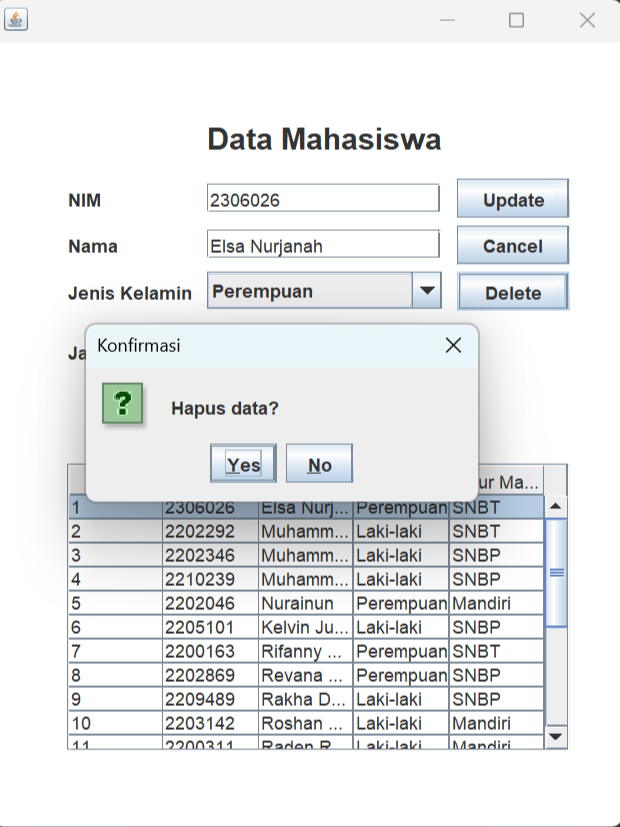 Data Mahasiswa
NIM 2306026 Update
Nama Elsa Nurjanah Cancel
Jenis Kelamin Perempuan Delete
Konfirmasi
Hapus data?
Yes No
1 2306026 Elsa Nurj... Perempuan SNBT
2 2202292 Muhamm... Laki-laki SNBT
3 2202346 Muhamm... Laki-laki SNBP
4 2210239 Muhamm... Laki-laki SNBP
5 2202046 Nurainun Perempuan Mandiri
6 2205101 Kelvin Ju... Laki-laki SNBP
7 2200163 Rifanny ... Perempuan SNBT
8 2202869 Revana ... Perempuan SNBP
9 2209489 Rakha D... Laki-laki SNBP
10 2203142 Roshan ... Laki-laki Mandiri
11 2200311 Raden R... Laki-laki Mandiri